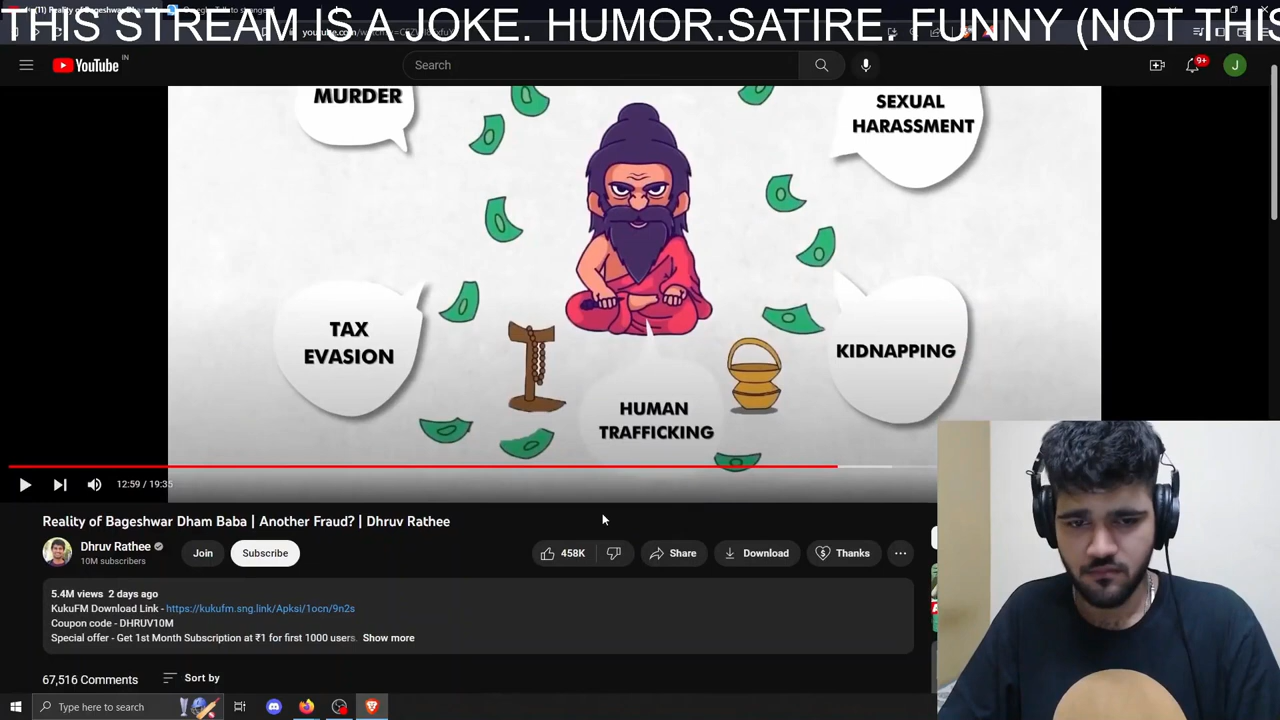 THIS STREAM IS A JOKE. HUMOR.SATIRE. FUNNY (NOT THIS
YouTube IN
Search
9+
J
MURDER
SEXUAL
HARASSMENT
TAX
EVASION
KIDNAPPING
HUMAN
TRAFFICKING
12:59 / 19:35
Reality of Bageshwar Dham Baba | Another Fraud? | Dhruv Rathee
Dhruv Rathee
10M subscribers
Join
Subscribe
458K
Share
Download
Thanks
5.4M views 2 days ago
KukuFM Download Link - https://kukufm.sng.link/Apksi/1ocn/9n2s
Coupon code - DHRUV10M
Special offer - Get 1st Month Subscription at ₹1 for first 1000 users. Show more
67,516 Comments
Sort by
Type here to search